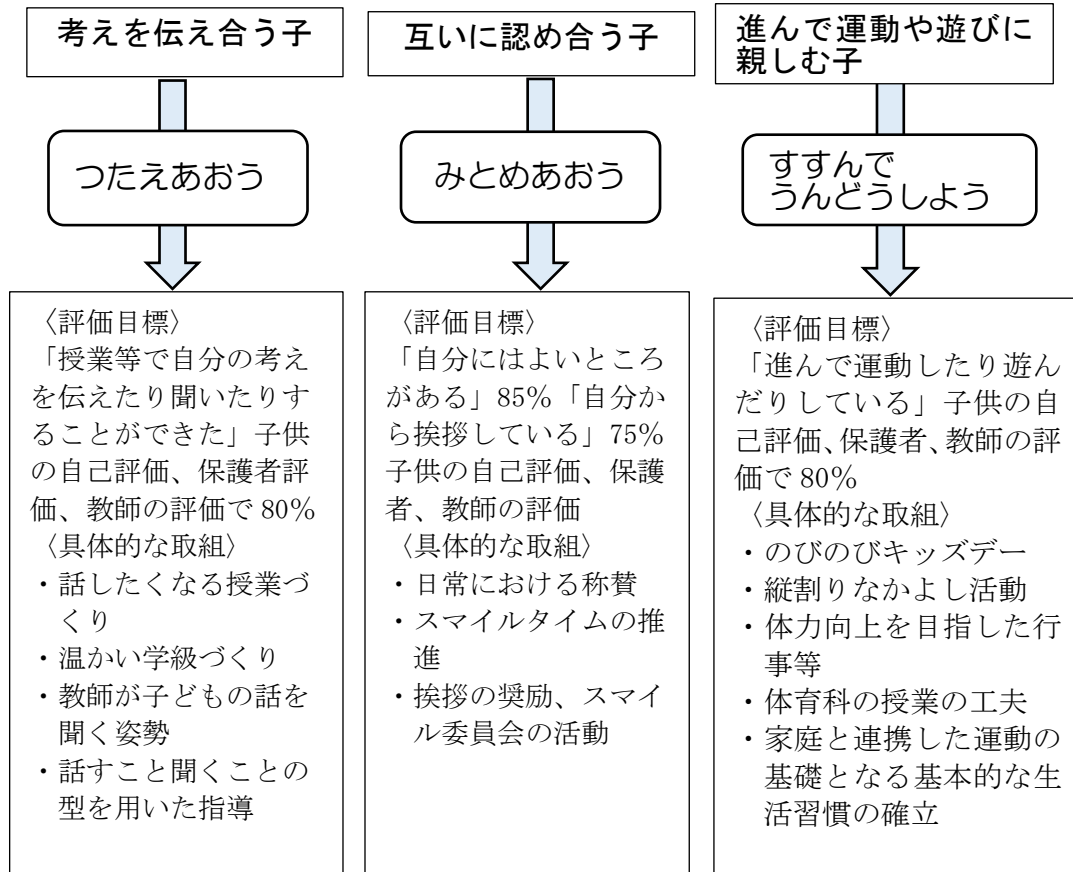 考えを伝え合う子
つたえあおう
〈評価目標〉
「授業等で自分の考え
を伝えたり聞いたりす
ることができた」子供
の自己評価、保護者評
価、教師の評価で 80%
〈具体的な取組〉
・話したくなる授業づ
くり
・温かい学級づくり
・教師が子どもの話を
聞く姿勢
・話すこと聞くことの
型を用いた指導
互いに認め合う子
みとめあおう
〈評価目標〉
「自分にはよいところ
がある」85%「自分か
ら挨拶している」75%
子供の自己評価、保護
者、教師の評価
〈具体的な取組〉
・日常における称賛
・スマイルタイムの推
進
・挨拶の奨励、スマイ
ル委員会の活動
進んで運動や遊びに
親しむ子
すすんで
うんどうしよう
〈評価目標〉
「進んで運動したり遊ん
だりしている」子供の自
己評価、保護者、教師の評
価で 80%
〈具体的な取組〉
・のびのびキッズデー
・縦割りなかよし活動
・体力向上を目指した行
事等
・体育科の授業の工夫
・家庭と連携した運動の
基礎となる基本的な生
活習慣の確立